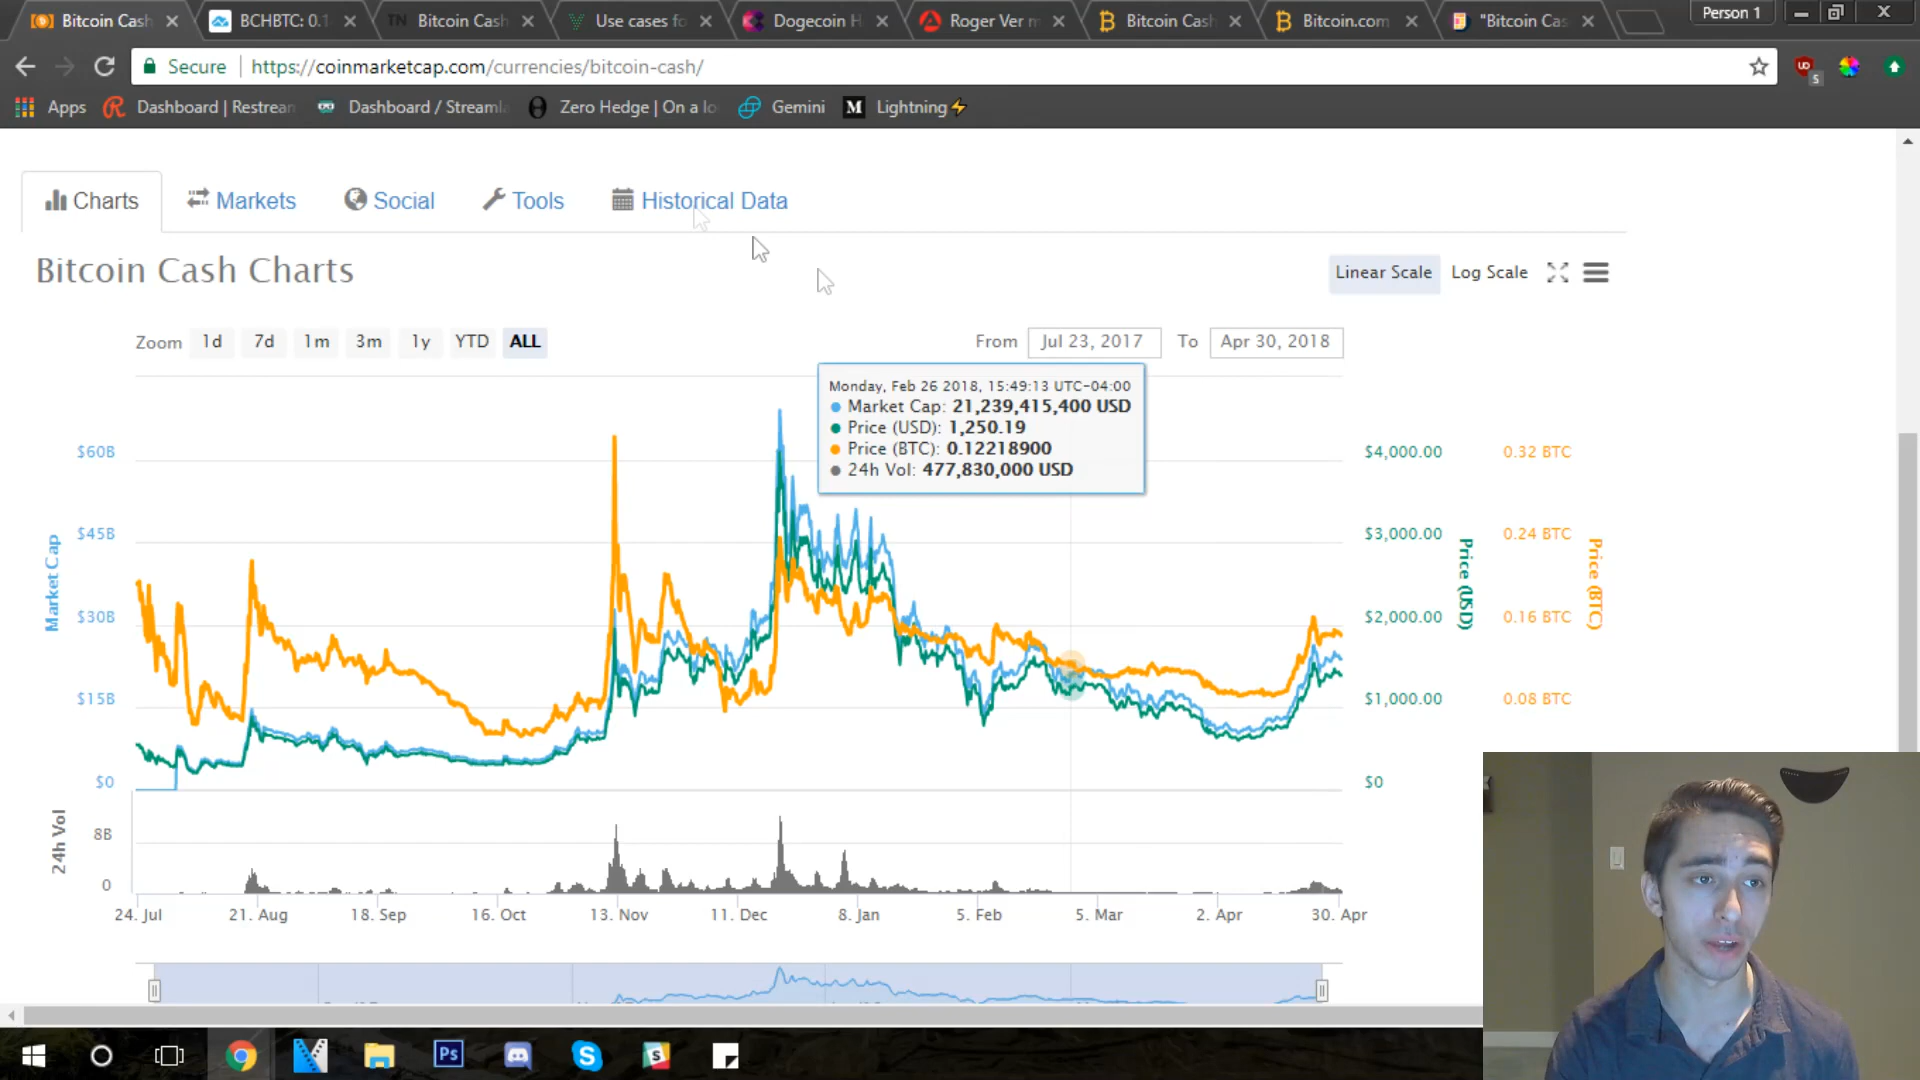 Bitcoin Cash
BCHBTC: 0.1
TN Bitcoin Cash
Use cases fo
Dogecoin H
Roger Ver m
Bitcoin Cash
Bitcoin.com
"Bitcoin Cas
Person 1
Secure https://coinmarketcap.com/currencies/bitcoin-cash/
UD 5
Apps Dashboard | Restrean Dashboard / Streamla Zero Hedge | On a lo Gemini M Lightning⚡
Charts Markets Social Tools Historical Data
Bitcoin Cash Charts
Linear Scale Log Scale
Zoom 1d 7d 1m 3m 1y YTD ALL From Jul 23, 2017 To Apr 30, 2018
Monday, Feb 26 2018, 15:49:13 UTC-04:00
Market Cap: 21,239,415,400 USD
Price (USD): 1,250.19
Price (BTC): 0.12218900
24h Vol: 477,830,000 USD
$60B $4,000.00 0.32 BTC
$45B $3,000.00 0.24 BTC
$30B $2,000.00 0.16 BTC
$15B $1,000.00 0.08 BTC
$0 $0
Market Cap
Price (USD)
Price (BTC)
24h Vol
8B
0
24. Jul 21. Aug 18. Sep 16. Oct 13. Nov 11. Dec 8. Jan 5. Feb 5. Mar 2. Apr 30. Apr
Ps
S
S